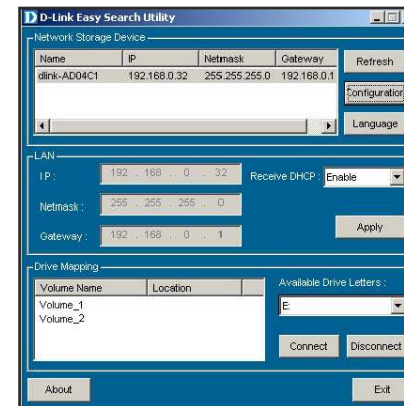 D-Link Easy Search Utility
Network Storage Device
Name IP Netmask Gateway
dlink-AD04C1 192.168.0.32 255.255.255.0 192.168.0.1
Refresh
Configuration
Language
LAN
IP : 192 . 168 . 0 . 32 Receive DHCP : Enable
Netmask : 255 . 255 . 255 . 0
Gateway : 192 . 168 . 0 . 1 Apply
Drive Mapping
Volume Name Location Available Drive Letters :
Volume_1 E:
Volume_2
Connect Disconnect
About Exit